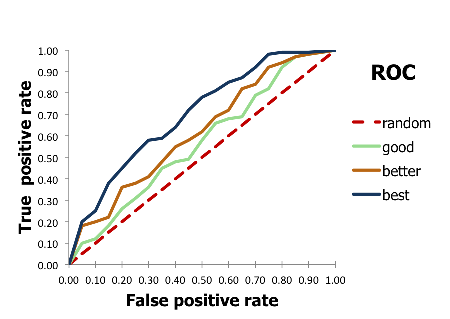 ROC
1.00
0.90
0.80
0.70
0.60
0.50
0.40
0.30
0.20
0.10
0.00
True positive rate
0.00 0.10 0.20 0.30 0.40 0.50 0.60 0.70 0.80 0.90 1.00
False positive rate
random
good
better
best